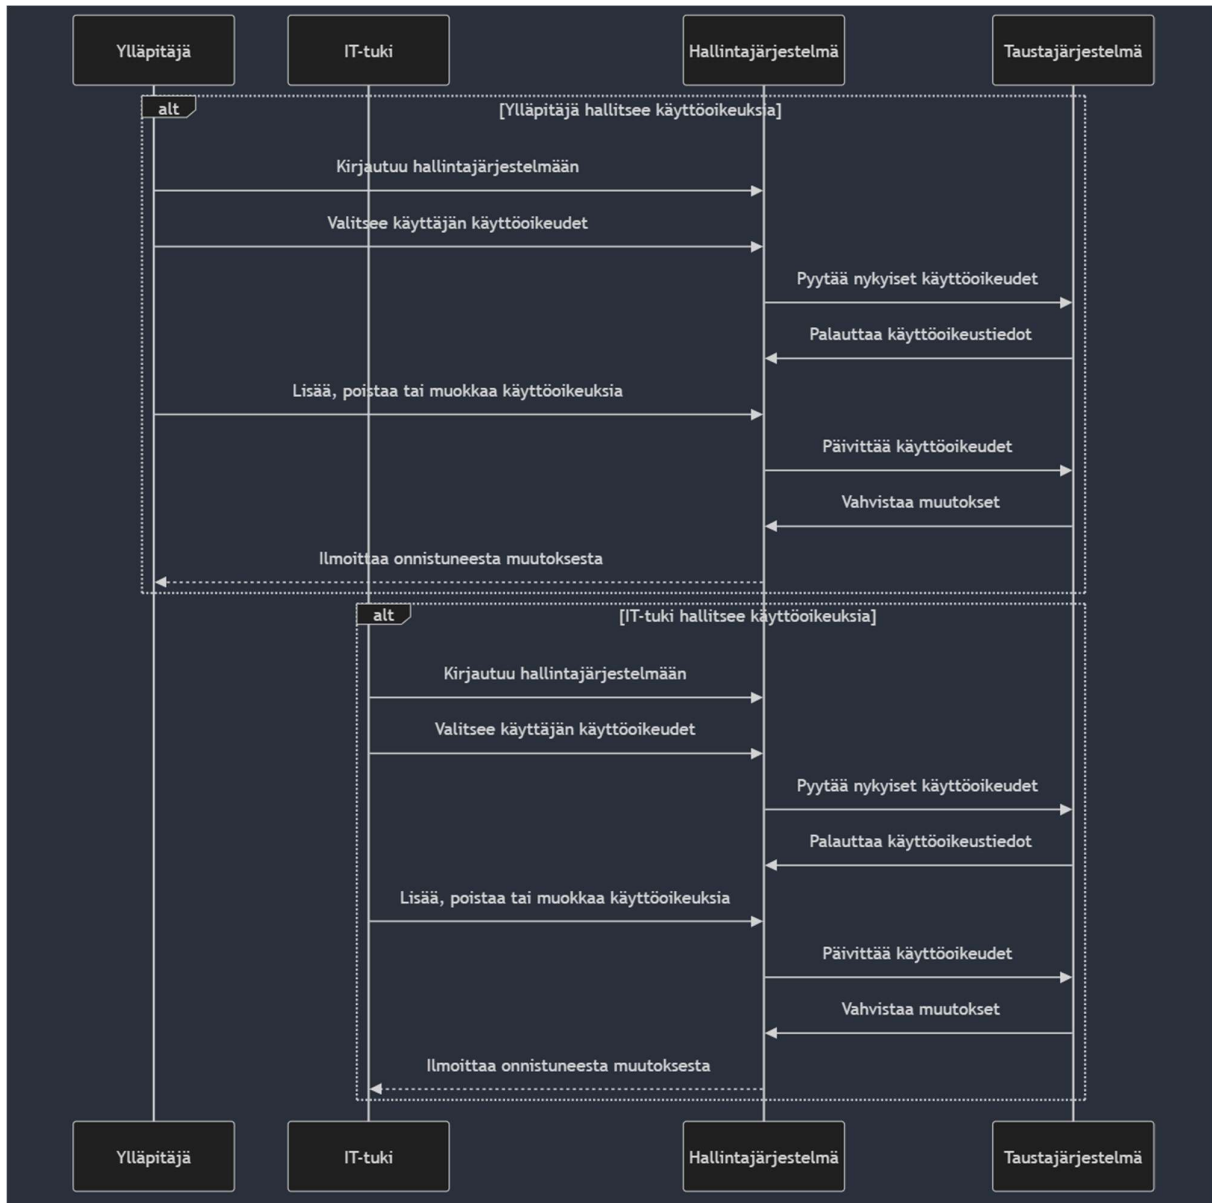 Ylläpitäjä
IT-tuki
Hallintajärjestelmä
Taustajärjestelmä
alt
[Ylläpitäjä hallitsee käyttöoikeuksia]
Kirjautuu hallintajärjestelmään
Valitsee käyttäjän käyttöoikeudet
Pyytää nykyiset käyttöoikeudet
Palauttaa käyttöoikeustiedot
Lisää, poistaa tai muokkaa käyttöoikeuksia
Päivittää käyttöoikeudet
Vahvistaa muutokset
Ilmoittaa onnistuneesta muutoksesta
alt
[IT-tuki hallitsee käyttöoikeuksia]
Kirjautuu hallintajärjestelmään
Valitsee käyttäjän käyttöoikeudet
Pyytää nykyiset käyttöoikeudet
Palauttaa käyttöoikeustiedot
Lisää, poistaa tai muokkaa käyttöoikeuksia
Päivittää käyttöoikeudet
Vahvistaa muutokset
Ilmoittaa onnistuneesta muutoksesta
Ylläpitäjä
IT-tuki
Hallintajärjestelmä
Taustajärjestelmä